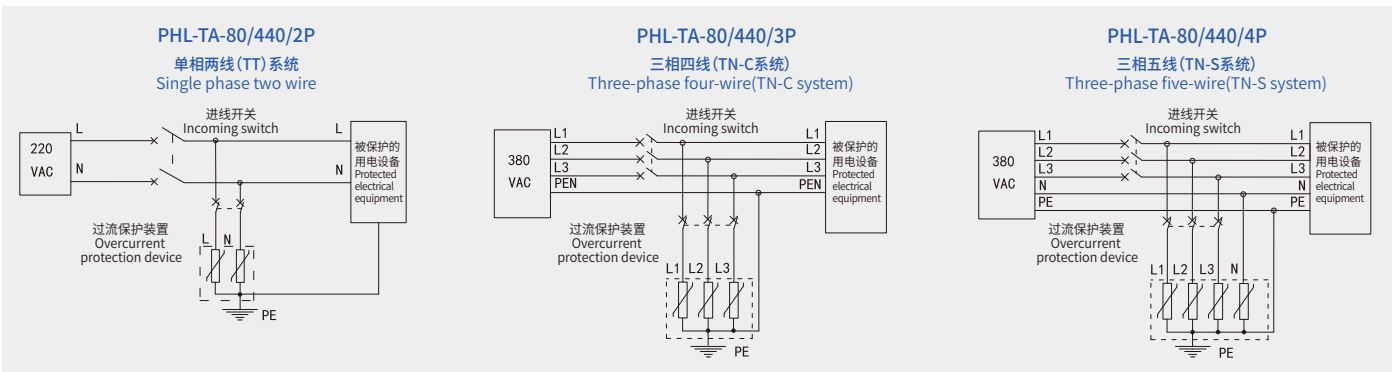 PHL-TA-80/440/2P
单相两线(TT)系统
Single phase two wire
进线开关
Incoming switch
L
L
220
VAC
N
N
被保护的
用电设备
Protected
electrical
equipment
过流保护装置
Overcurrent
protection device
L
N
PE
PHL-TA-80/440/3P
三相四线(TN-C系统)
Three-phase four-wire(TN-C system)
进线开关
Incoming switch
L1
L1
L2
L2
L3
L3
PEN
PEN
380
VAC
被保护的
用电设备
Protected
electrical
equipment
过流保护装置
Overcurrent
protection device
L1
L2
L3
PE
PHL-TA-80/440/4P
三相五线(TN-S系统)
Three-phase five-wire(TN-S system)
进线开关
Incoming switch
L1
L1
L2
L2
L3
L3
N
N
PE
PE
380
VAC
被保护的
用电设备
Protected
electrical
equipment
过流保护装置
Overcurrent
protection device
L1
L2
L3
N
PE